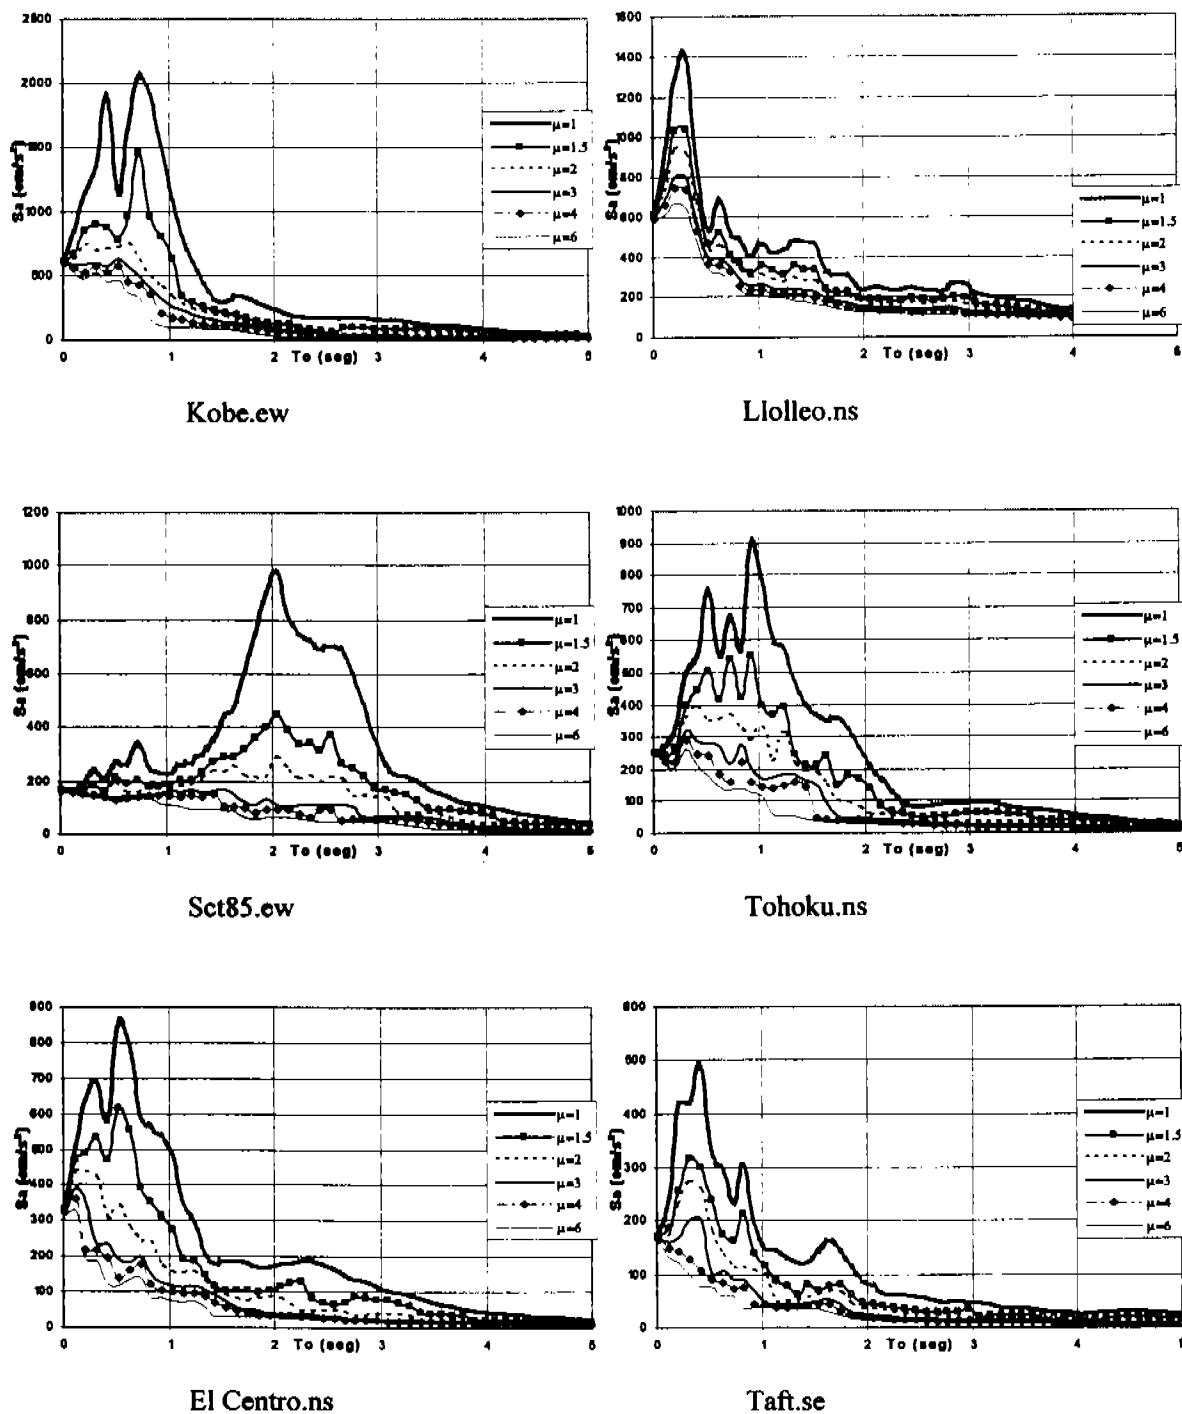 2500
2000
1500
1000
500
0
Sa (cm/s²)
0 1 2 3 4 5
To (seg)
μ=1
μ=1.5
μ=2
μ=3
μ=4
μ=6
Kobe.ew
1600
1400
1200
1000
800
600
400
200
0
Sa (cm/s²)
0 1 2 3 4 5
To (seg)
μ=1
μ=1.5
μ=2
μ=3
μ=4
μ=6
Llolleo.ns
1200
1000
800
600
400
200
0
Sa (cm/s²)
0 1 2 3 4 5
To (seg)
μ=1
μ=1.5
μ=2
μ=3
μ=4
μ=6
Sct85.ew
1000
900
800
700
600
500
400
300
200
100
0
Sa (cm/s²)
0 1 2 3 4 5
To (seg)
μ=1
μ=1.5
μ=2
μ=3
μ=4
μ=6
Tohoku.ns
900
800
700
600
500
400
300
200
100
0
Sa (cm/s²)
0 1 2 3 4 5
To (seg)
μ=1
μ=1.5
μ=2
μ=3
μ=4
μ=6
El Centro.ns
600
500
400
300
200
100
0
Sa (cm/s²)
0 1 2 3 4 5
To (seg)
μ=1
μ=1.5
μ=2
μ=3
μ=4
μ=6
Taft.se